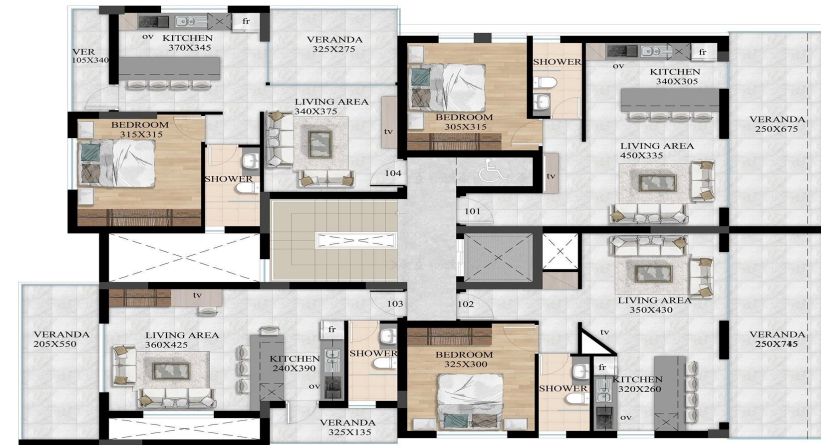 ov
KITCHEN
370X345
fr
VER
105X340
VERANDA
325X275
LIVING AREA
340X375
tv
BEDROOM
315X315
SHOWER
104
BEDROOM
305X315
SHOWER
ov
fr
KITCHEN
340X305
LIVING AREA
450X335
tv
VERANDA
250X675
101
103
102
VERANDA
205X550
tv
LIVING AREA
360X425
fr
KITCHEN
240X390
ov
SHOWER
VERANDA
325X135
BEDROOM
325X300
SHOWER
LIVING AREA
350X430
tv
fr
KITCHEN
320X260
ov
VERANDA
250X745